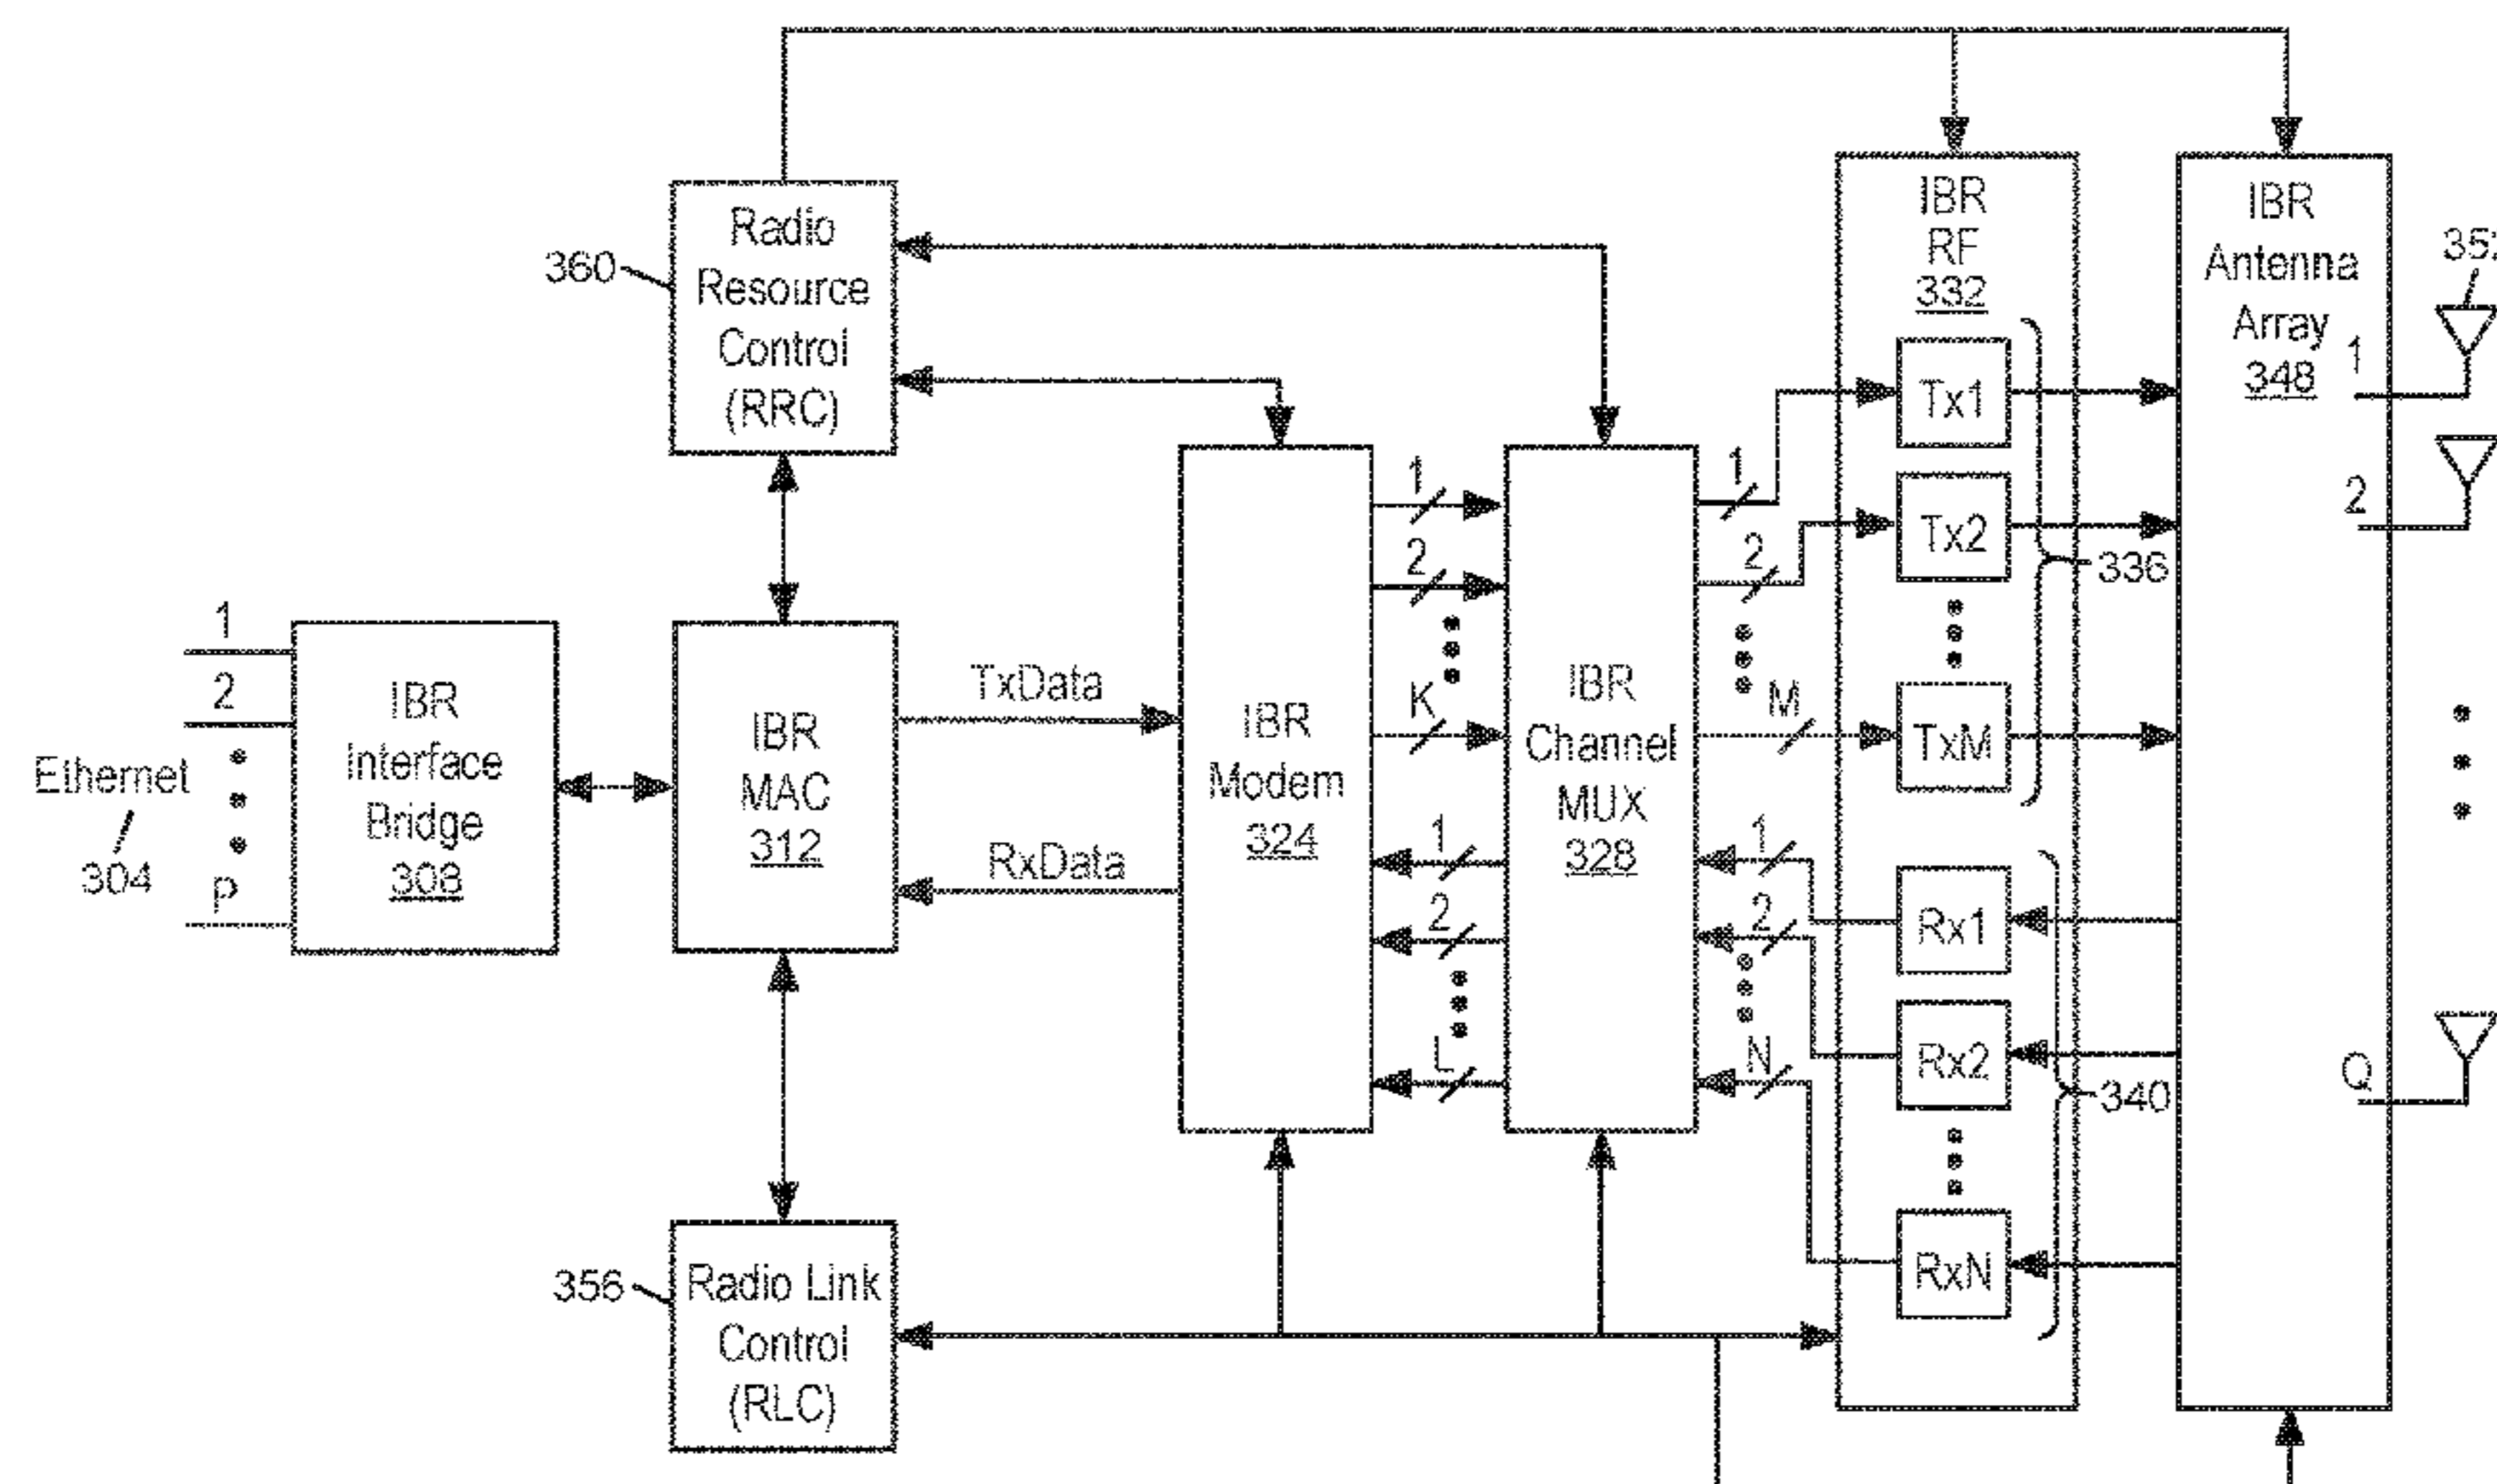 360
Radio
Resource
Control
(RRC)
IBR
RF
332
IBR
Antenna
Array
348
1
2
Q
Tx1
Tx2
TxM
336
Rx1
Rx2
RxN
340
Ethernet
304
1
2
P
IBR
Interface
Bridge
308
IBR
MAC
312
TxData
RxData
IBR
Modem
324
1
2
K
1
2
L
IBR
Channel
MUX
328
1
2
M
1
2
N
356
Radio Link
Control
(RLC)